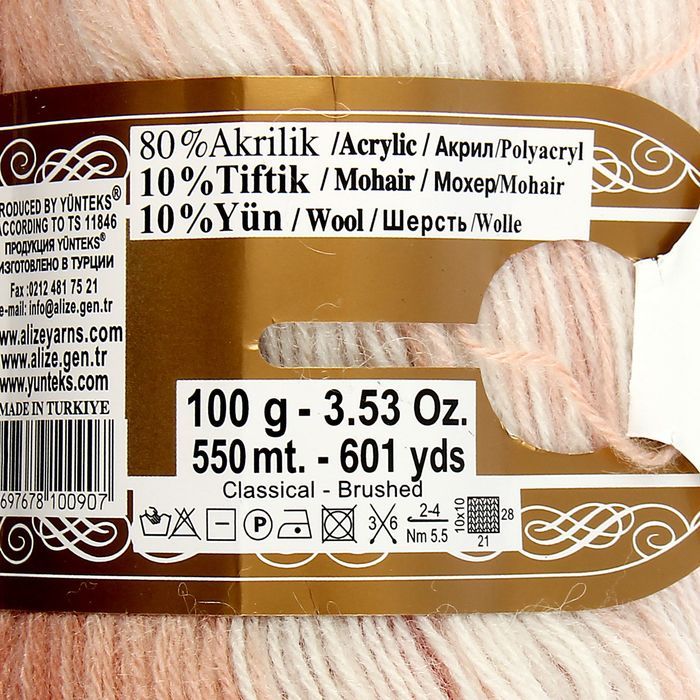 80 %Akrilik /Acrylic / Акрил/Polyacryl
10 %Tiftik / Mohair / Мохер/Mohair
10 %Yün / Wool / Шерсть /Wolle
RODUCED BY YÜNTEKS®
ACCORDING TO TS 11846
ПРОДУКЦИЯ YÜNTEKS®
ИЗГОТОВЛЕНО В ТУРЦИИ
Fax :0212 481 75 21
e-mail: info@alize.gen.tr
www.alizeyarns.com
www.alize.gen.tr
www.yunteks.com
MADE IN TURKIYE
697678 100907
100 g - 3.53 Oz.
550 mt. - 601 yds
Classical - Brushed
P
3 6
2-4
Nm 5.5
10x10
28
21